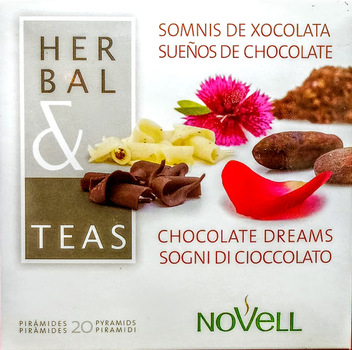 HER
BAL
&
TEAS
SOMNIS DE XOCOLATA
SUEÑOS DE CHOCOLATE
CHOCOLATE DREAMS
SOGNI DI CIOCCOLATO
PIRÀMIDES 20 PYRAMIDS
PIRÁMIDES PIRAMIDI
NOVELL